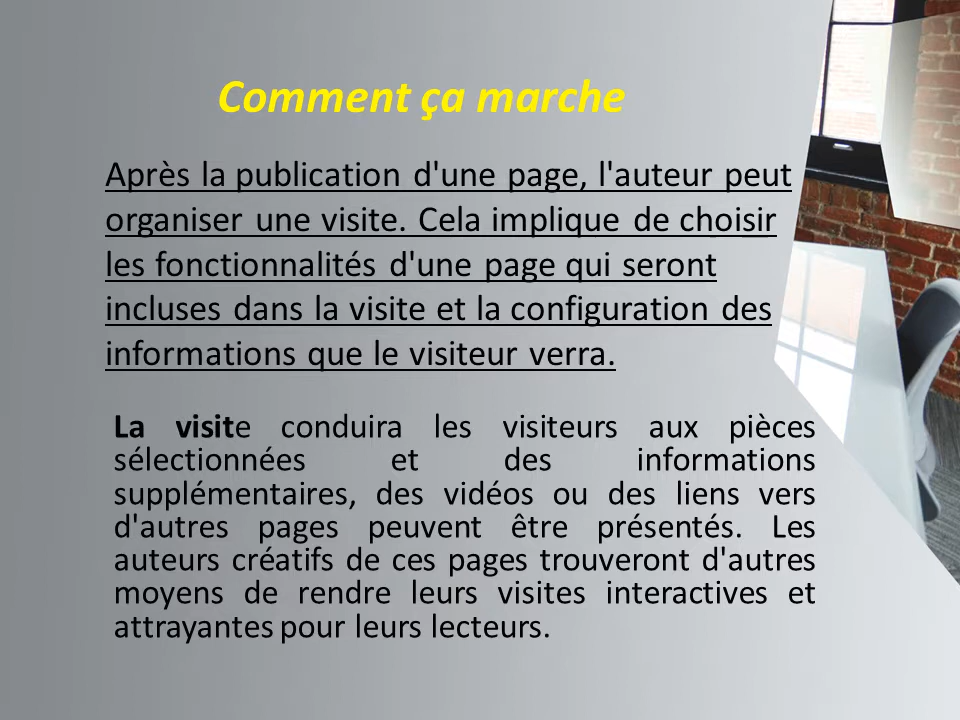 Comment ça marche
Après la publication d'une page, l'auteur peut
organiser une visite. Cela implique de choisir
les fonctionnalités d'une page qui seront
incluses dans la visite et la configuration des
informations que le visiteur verra.
La visite conduira les visiteurs aux pièces
sélectionnées et des informations
supplémentaires, des vidéos ou des liens vers
d'autres pages peuvent être présentés. Les
auteurs créatifs de ces pages trouveront d'autres
moyens de rendre leurs visites interactives et
attrayantes pour leurs lecteurs.